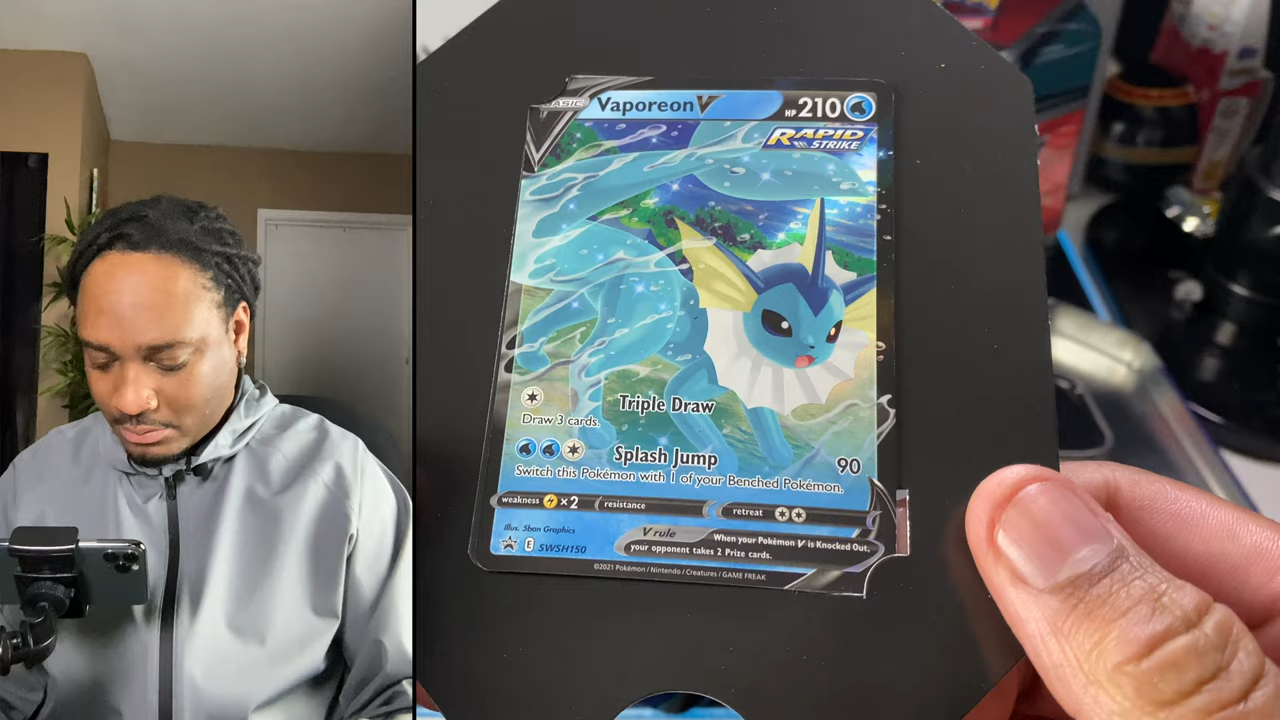 BASIC Vaporeon V HP 210
RAPID
STRIKE
Triple Draw
Draw 3 cards.
Splash Jump 90
Switch this Pokémon with 1 of your Benched Pokémon.
weakness ×2 resistance retreat
Illus. 5ban Graphics
V rule When your Pokémon V is Knocked Out,
your opponent takes 2 Prize cards.
E SWSH150
©2021 Pokémon / Nintendo / Creatures / GAME FREAK